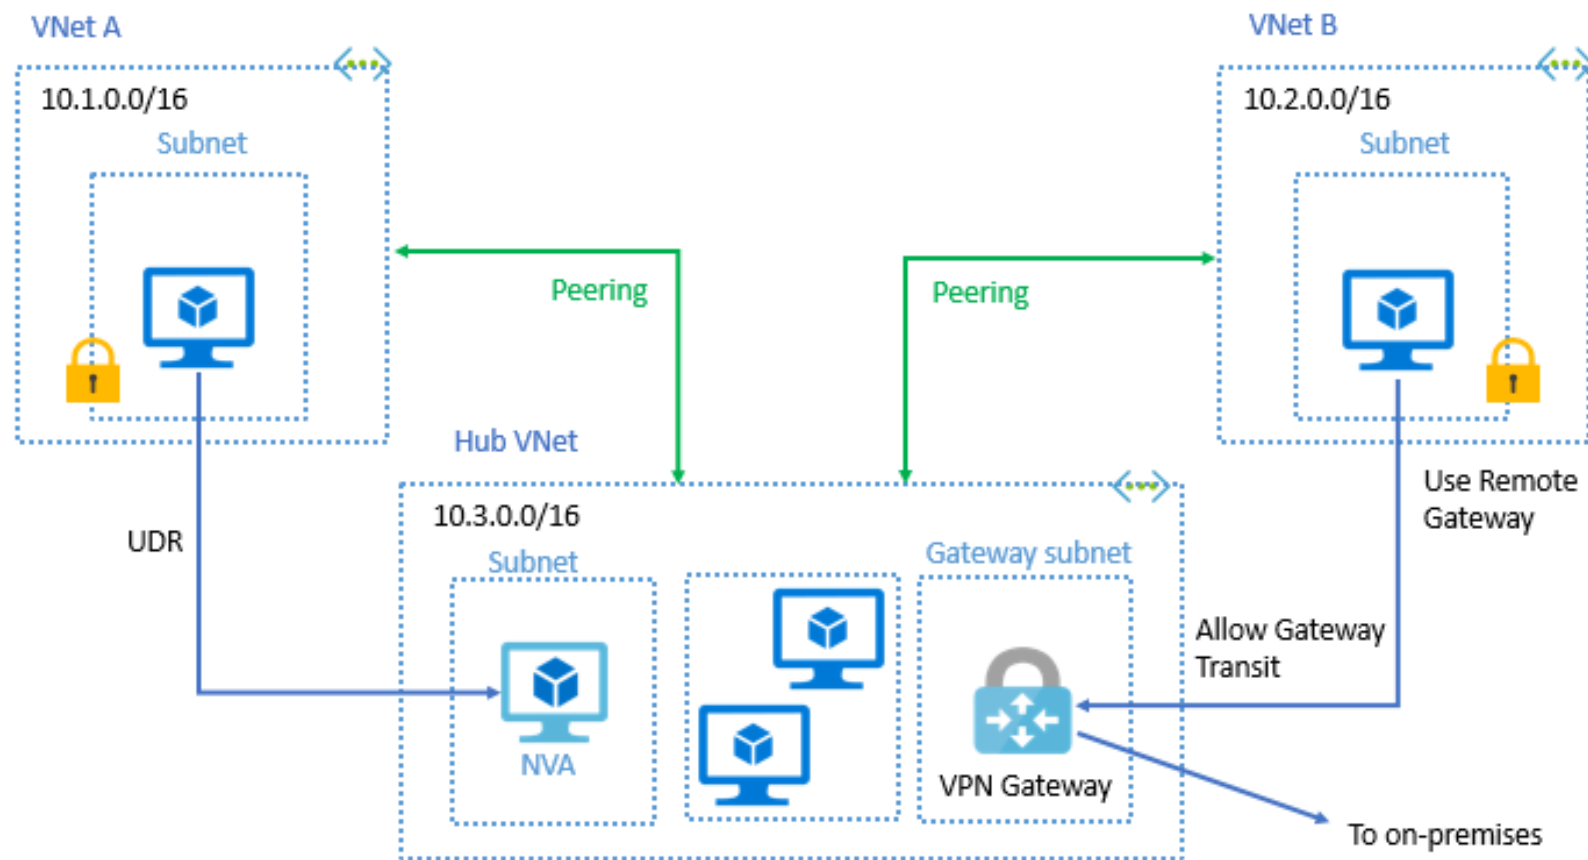 VNet A
VNet B
10.1.0.0/16
10.2.0.0/16
Subnet
Subnet
Peering
Peering
Hub VNet
Use Remote
Gateway
10.3.0.0/16
UDR
Subnet
Gateway subnet
Allow Gateway
Transit
NVA
VPN Gateway
To on-premises